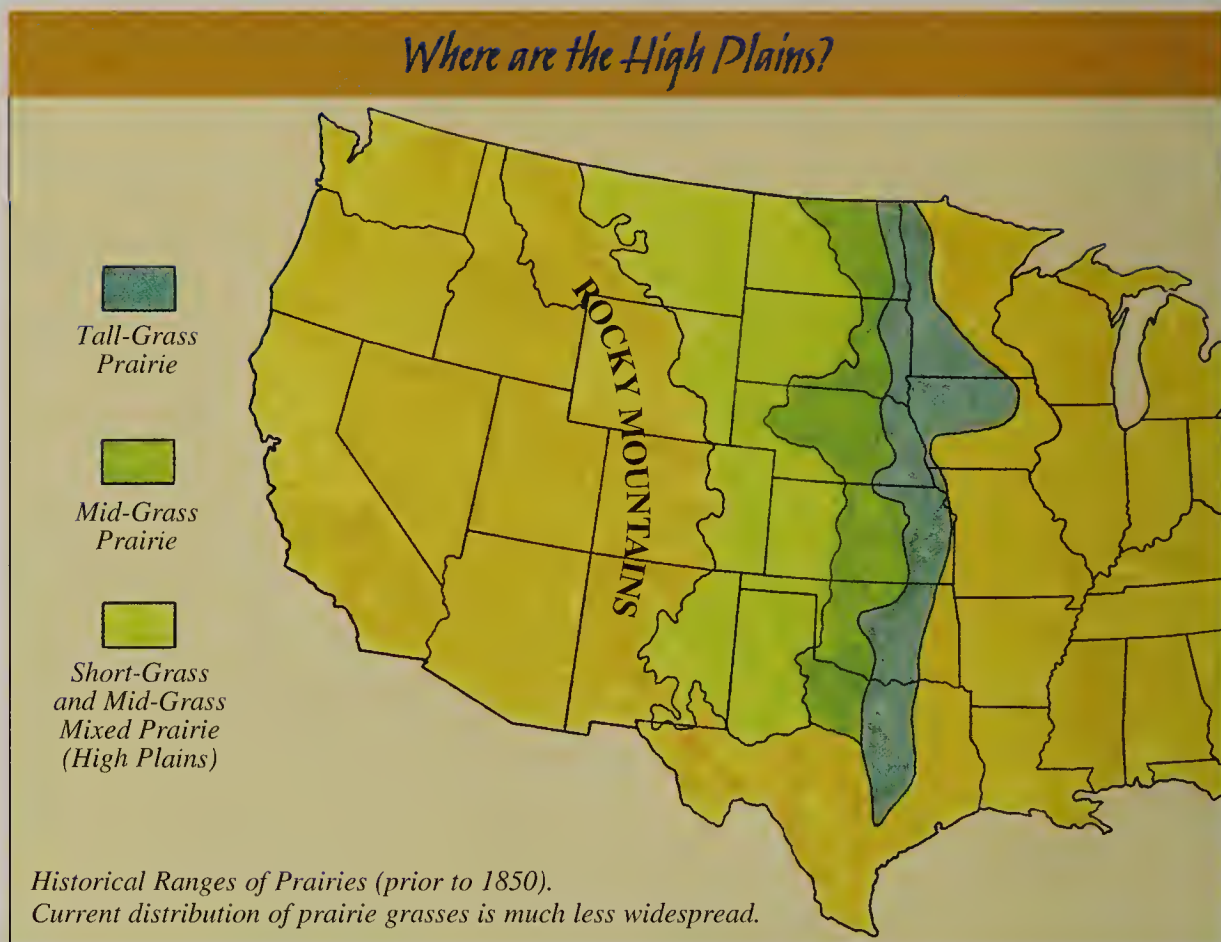 Where are the High Plains?
ROCKY MOUNTAINS
Tall-Grass
Prairie
Mid-Grass
Prairie
Short-Grass
and Mid-Grass
Mixed Prairie
(High Plains)
Historical Ranges of Prairies (prior to 1850).
Current distribution of prairie grasses is much less widespread.